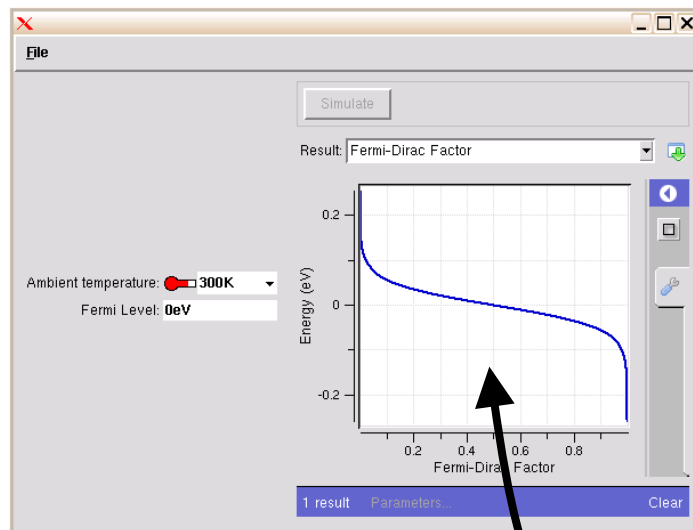 File
Simulate
Result: Fermi-Dirac Factor
Ambient temperature: 300K
Fermi Level: 0eV
Energy (eV)
0.2
0
-0.2
0.2 0.4 0.6 0.8
Fermi-Dirac Factor
1 result Parameters... Clear